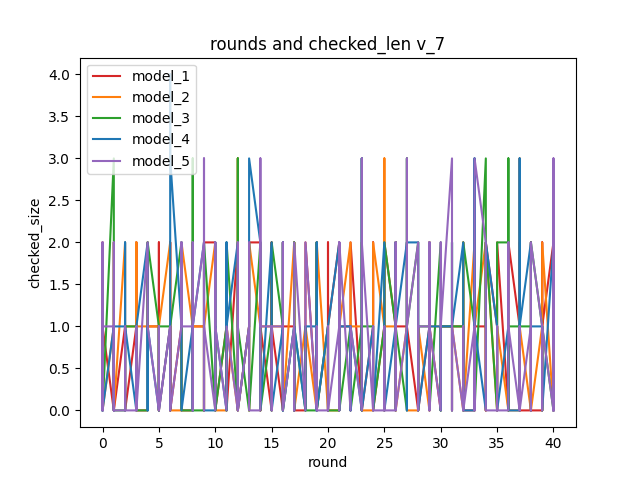 rounds and checked_len v_7
model_1
model_2
model_3
model_4
model_5
checked_size
4.0
3.5
3.0
2.5
2.0
1.5
1.0
0.5
0.0
0 5 10 15 20 25 30 35 40
round